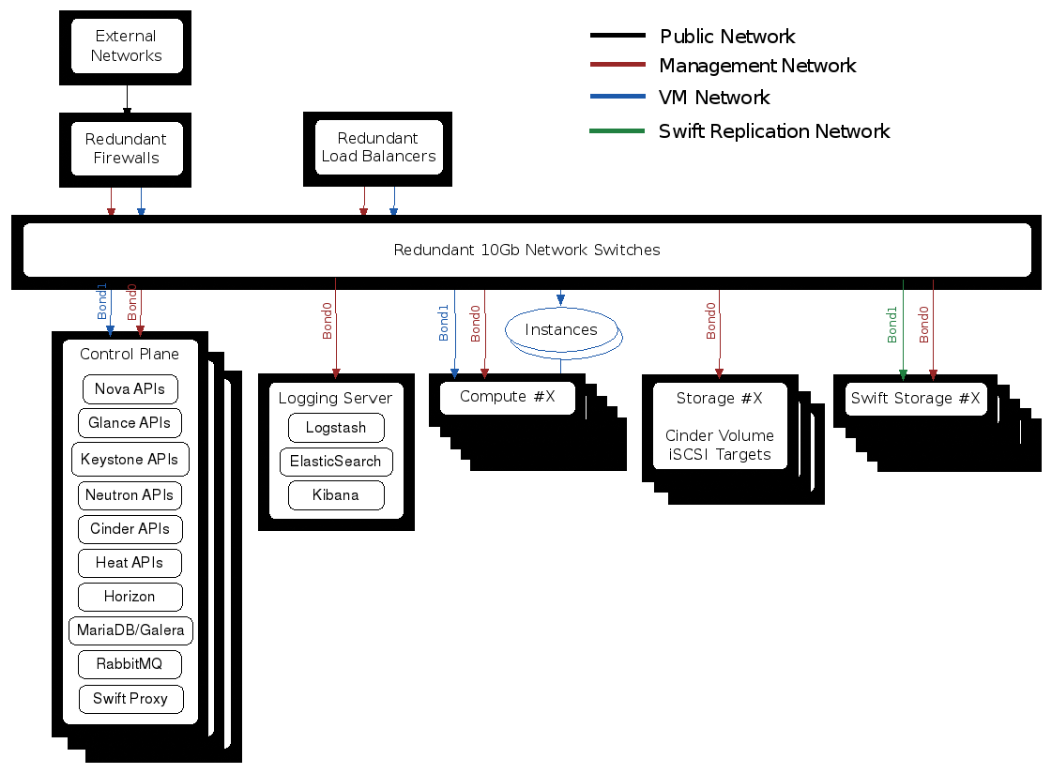 External
Networks
Public Network
Management Network
VM Network
Swift Replication Network
Redundant
Firewalls
Redundant
Load Balancers
Redundant 10Gb Network Switches
Bond1
Bond0
Bond0
Bond1
Bond0
Instances
Bond0
Bond1
Bond0
Control Plane
Nova APIs
Glance APIs
Keystone APIs
Neutron APIs
Cinder APIs
Heat APIs
Horizon
MariaDB/Galera
RabbitMQ
Swift Proxy
Logging Server
Logstash
ElasticSearch
Kibana
Compute #X
Storage #X
Cinder Volume
iSCSI Targets
Swift Storage #X